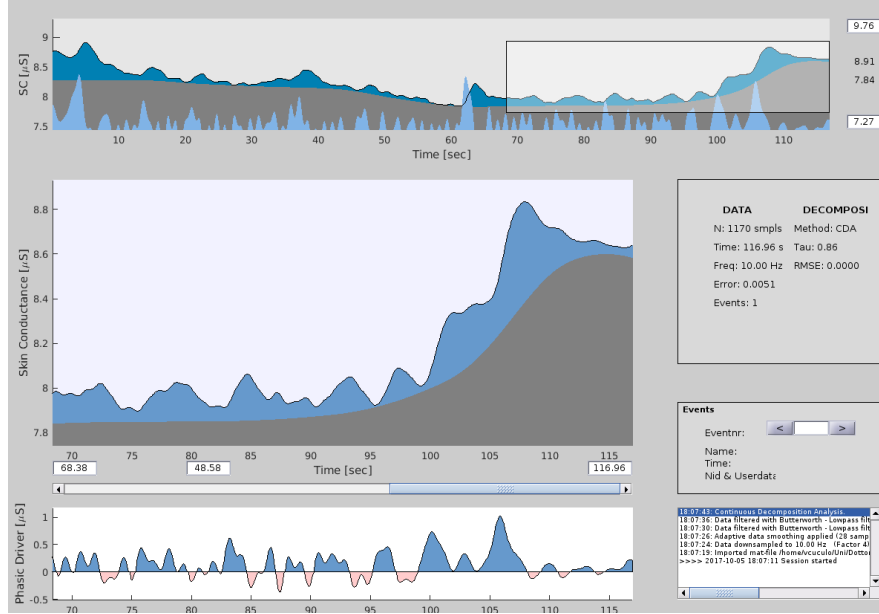 9.76
9
8.91
8.5
SC [μS]
7.84
8
7.27
7.5
10 20 30 40 50 60 70 80 90 100 110
Time [sec]
DATA DECOMPOSI
N: 1170 smpls Method: CDA
Time: 116.96 s Tau: 0.86
Freq: 10.00 Hz RMSE: 0.0000
Error: 0.0051
Events: 1
8.8
8.6
8.4
Skin Conductance [μS]
8.2
8
7.8
70 75 80 85 90 95 100 105 110 115
68.38 48.58 Time [sec] 116.96
Events
Eventnr: < >
Name:
Time:
Nid & Userdata
Phasic Driver [μS]
1
0.5
0
-0.5
70 75 80 85 90 95 100 105 110 115
18:07:43: Continuous Decomposition Analysis.
18:07:36: Data filtered with Butterworth - Lowpass filt
18:07:30: Data filtered with Butterworth - Lowpass filt
18:07:26: Adaptive data smoothing applied (28 samp
18:07:24: Data downsampled to 10.00 Hz (Factor 4)
18:07:19: Imported mat-file /home/vcuculo/Uni/Dottor
>>>> 2017-10-05 18:07:11 Session started